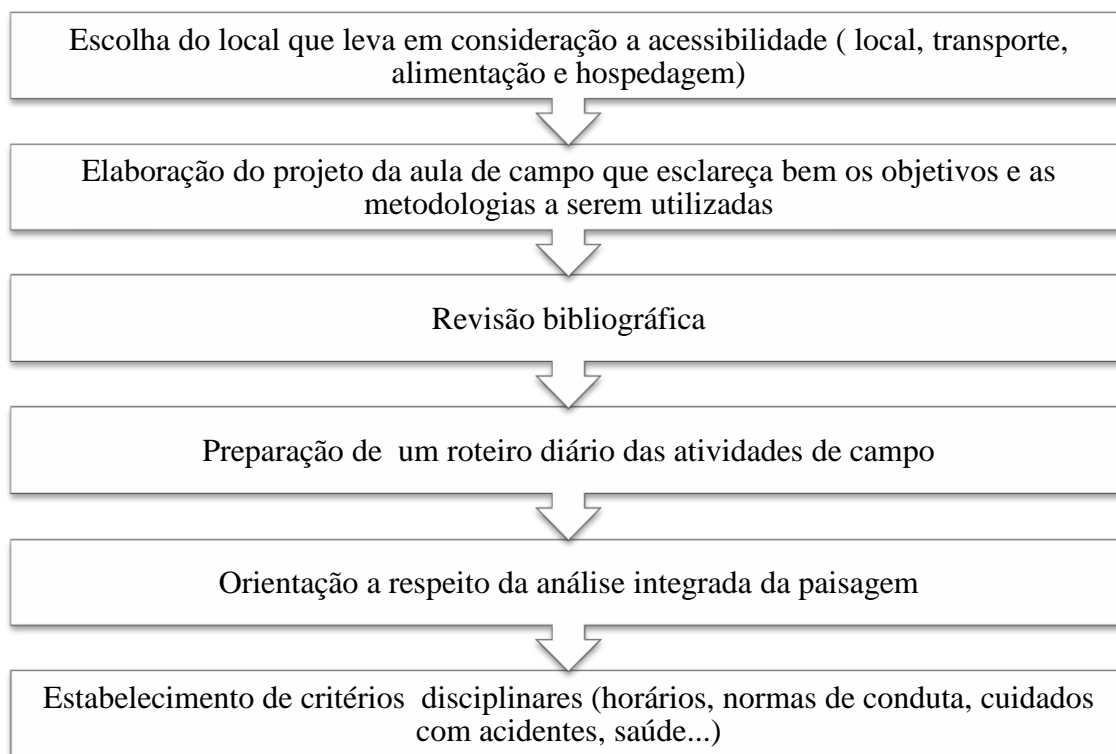 Escolha do local que leva em consideração a acessibilidade ( local, transporte,
alimentação e hospedagem)
Elaboração do projeto da aula de campo que esclareça bem os objetivos e as
metodologias a serem utilizadas
Revisão bibliográfica
Preparação de  um roteiro diário das atividades de campo
Orientação a respeito da análise integrada da paisagem
Estabelecimento de critérios  disciplinares (horários, normas de conduta, cuidados
com acidentes, saúde...)